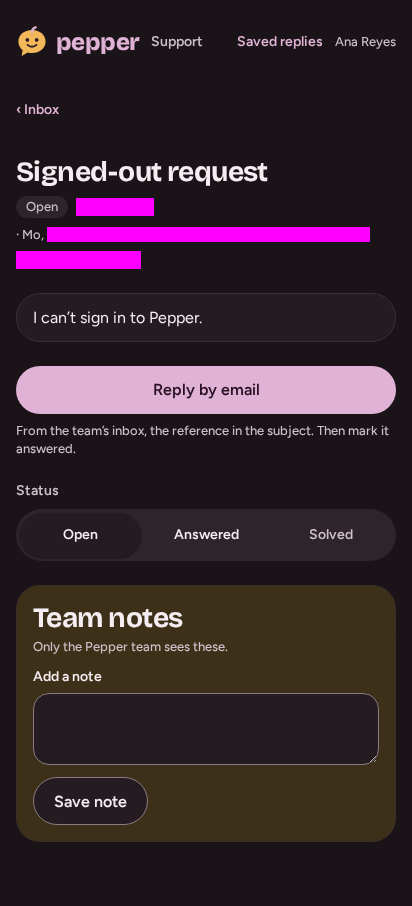 pepper
Support
Saved replies
Ana Reyes
‹ Inbox
Signed-out request
Open
· Mo,
I can’t sign in to Pepper.
Reply by email
From the team’s inbox, the reference in the subject. Then mark it
answered.
Status
Open
Answered
Solved
Team notes
Only the Pepper team sees these.
Add a note
Save note